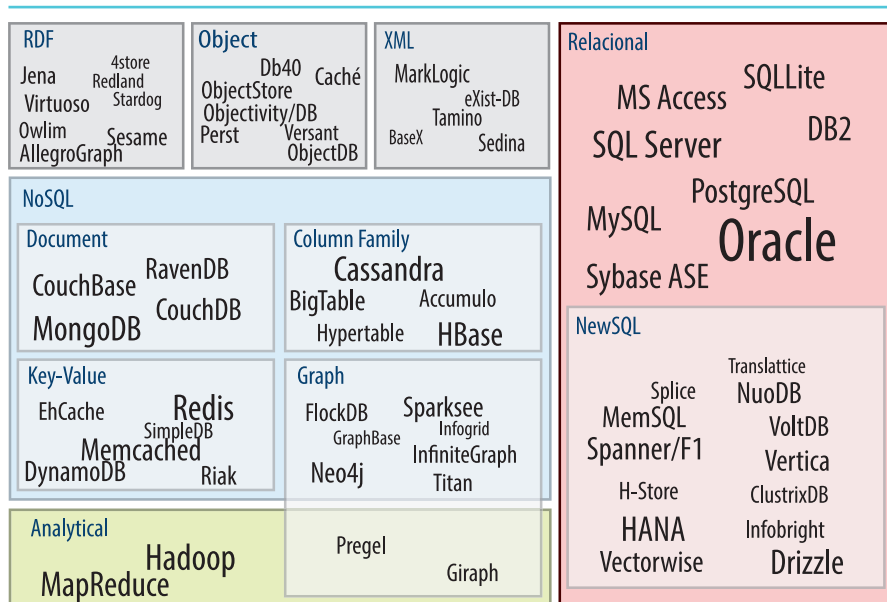 RDF
4store
Jena
Redland
Virtuoso
Stardog
Owlim
Sesame
AllegroGraph
Object
Db40
Caché
ObjectStore
Objectivity/DB
Perst
Versant
ObjectDB
XML
MarkLogic
eXist-DB
Tamino
BaseX
Sedina
Relacional
SQLLite
MS Access
DB2
SQL Server
PostgreSQL
MySQL
Oracle
Sybase ASE
NoSQL
Document
RavenDB
CouchBase
CouchDB
MongoDB
Column Family
Cassandra
BigTable
Accumulo
Hypertable
HBase
Key-Value
EhCache
Redis
SimpleDB
Memcached
DynamoDB
Riak
Graph
FlockDB
Sparksee
Infogrid
GraphBase
InfiniteGraph
Neo4j
Titan
NewSQL
Translattice
Splice
NuoDB
MemSQL
VoltDB
Spanner/F1
Vertica
H-Store
ClustrixDB
HANA
Infobright
Vectorwise
Drizzle
Analytical
Hadoop
MapReduce
Pregel
Giraph